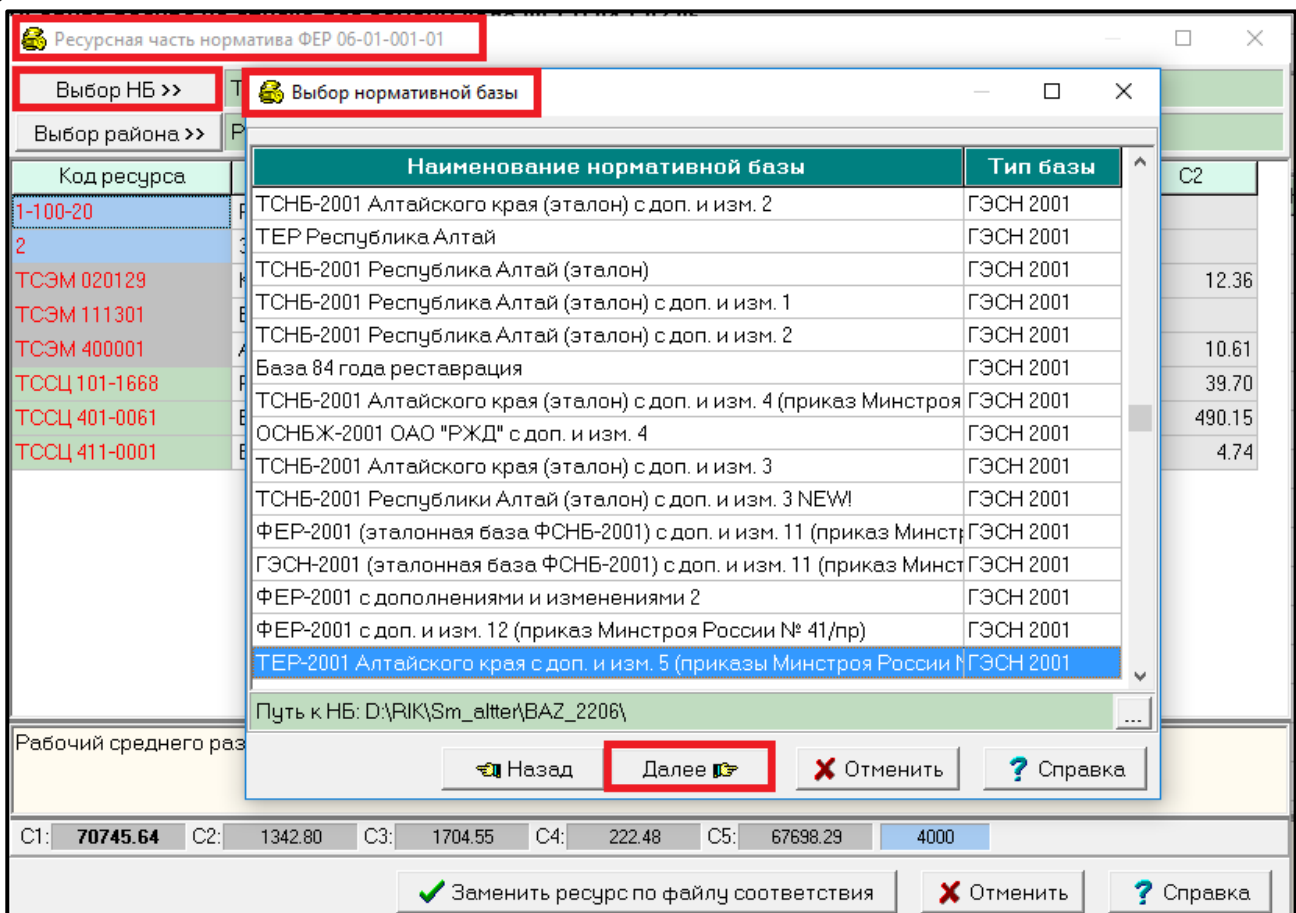 Ресурсная часть норматива ФЕР 06-01-001-01
Выбор НБ >>
Выбор района >>
Выбор нормативной базы
Код ресурса
С2
1-100-20
2
ТСЭМ 020129
12.36
ТСЭМ 111301
ТСЭМ 400001
10.61
ТССЦ 101-1668
39.70
ТССЦ 401-0061
490.15
ТССЦ 411-0001
4.74
Наименование нормативной базы Тип базы
ТСНБ-2001 Алтайского края (эталон) с доп. и изм. 2 ГЭСН 2001
ТЕР Республика Алтай ГЭСН 2001
ТСНБ-2001 Республика Алтай (эталон) ГЭСН 2001
ТСНБ-2001 Республика Алтай (эталон) с доп. и изм. 1 ГЭСН 2001
ТСНБ-2001 Республика Алтай (эталон) с доп. и изм. 2 ГЭСН 2001
База 84 года реставрация ГЭСН 2001
ТСНБ-2001 Алтайского края (эталон) с доп. и изм. 4 (приказ Минстроя ГЭСН 2001
ОСНБЖ-2001 ОАО "РЖД" с доп. и изм. 4 ГЭСН 2001
ТСНБ-2001 Алтайского края (эталон) с доп. и изм. 3 ГЭСН 2001
ТСНБ-2001 Республики Алтай (эталон) с доп. и изм. 3 NEW! ГЭСН 2001
ФЕР-2001 (эталонная база ФСНБ-2001) с доп. и изм. 11 (приказ Минст ГЭСН 2001
ГЭСН-2001 (эталонная база ФСНБ-2001) с доп. и изм. 11 (приказ Минст ГЭСН 2001
ФЕР-2001 с дополнениями и изменениями 2 ГЭСН 2001
ФЕР-2001 с доп. и изм. 12 (приказ Минстроя России № 41/пр) ГЭСН 2001
ТЕР-2001 Алтайского края с доп. и изм. 5 (приказы Минстроя России ГЭСН 2001
Путь к НБ: D:\RIK\Sm_altter\BAZ_2206\ ...
Назад Далее Отменить Справка
Рабочий среднего раз
С1: 70745.64 С2: 1342.80 С3: 1704.55 С4: 222.48 С5: 67698.29 4000
Заменить ресурс по файлу соответствия Отменить Справка